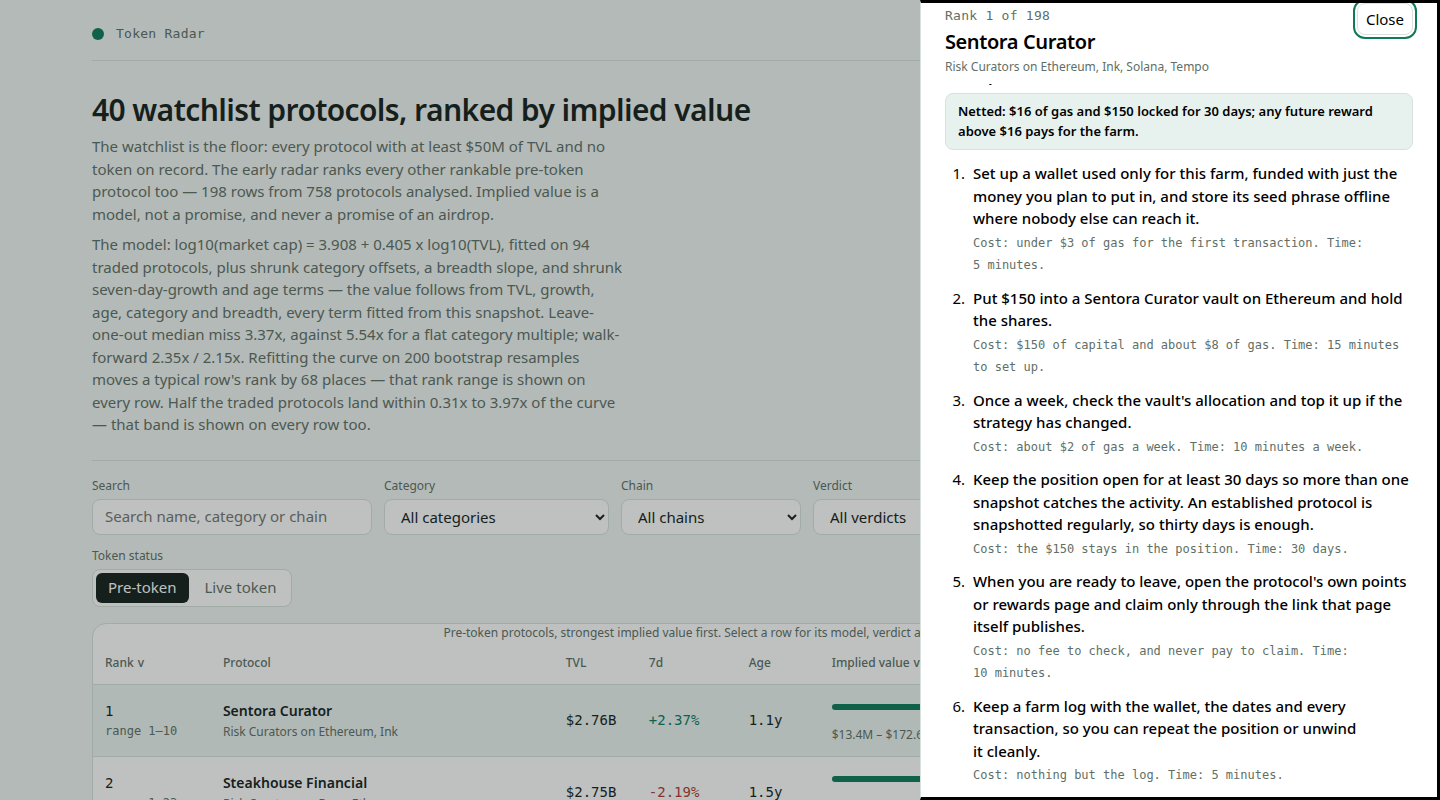 Token Radar
40 watchlist protocols, ranked by implied value
The watchlist is the floor: every protocol with at least $50M of TVL and no
token on record. The early radar ranks every other rankable pre-token
protocol too — 198 rows from 758 protocols analysed. Implied value is a
model, not a promise, and never a promise of an airdrop.
The model: log10(market cap) = 3.908 + 0.405 x log10(TVL), fitted on 94
traded protocols, plus shrunk category offsets, a breadth slope, and shrunk
seven-day-growth and age terms — the value follows from TVL, growth,
age, category and breadth, every term fitted from this snapshot. Leave-
one-out median miss 3.37x, against 5.54x for a flat category multiple; walk-
forward 2.35x / 2.15x. Refitting the curve on 200 bootstrap resamples
moves a typical row's rank by 68 places — that rank range is shown on
every row. Half the traded protocols land within 0.31x to 3.97x of the curve
— that band is shown on every row too.
Search
Category
Chain
Verdict
Search name, category or chain
All categories
All chains
All verdicts
Token status
Pre-token
Live token
Pre-token protocols, strongest implied value first. Select a row for its model, verdict a
Rank v
Protocol
TVL
7d
Age
Implied value v
1
range 1–10
Sentora Curator
Risk Curators on Ethereum, Ink
$2.76B
+2.37%
1.1y
$13.4M – $172.6
2
Steakhouse Financial
$2.75B
-2.19%
1.5y
Rank 1 of 198
Close
Sentora Curator
Risk Curators on Ethereum, Ink, Solana, Tempo
Netted: $16 of gas and $150 locked for 30 days; any future reward
above $16 pays for the farm.
1. Set up a wallet used only for this farm, funded with just the
money you plan to put in, and store its seed phrase offline
where nobody else can reach it.
Cost: under $3 of gas for the first transaction. Time:
5 minutes.
2. Put $150 into a Sentora Curator vault on Ethereum and hold
the shares.
Cost: $150 of capital and about $8 of gas. Time: 15 minutes
to set up.
3. Once a week, check the vault's allocation and top it up if the
strategy has changed.
Cost: about $2 of gas a week. Time: 10 minutes a week.
4. Keep the position open for at least 30 days so more than one
snapshot catches the activity. An established protocol is
snapshotted regularly, so thirty days is enough.
Cost: the $150 stays in the position. Time: 30 days.
5. When you are ready to leave, open the protocol's own points
or rewards page and claim only through the link that page
itself publishes.
Cost: no fee to check, and never pay to claim. Time:
10 minutes.
6. Keep a farm log with the wallet, the dates and every
transaction, so you can repeat the position or unwind
it cleanly.
Cost: nothing but the log. Time: 5 minutes.